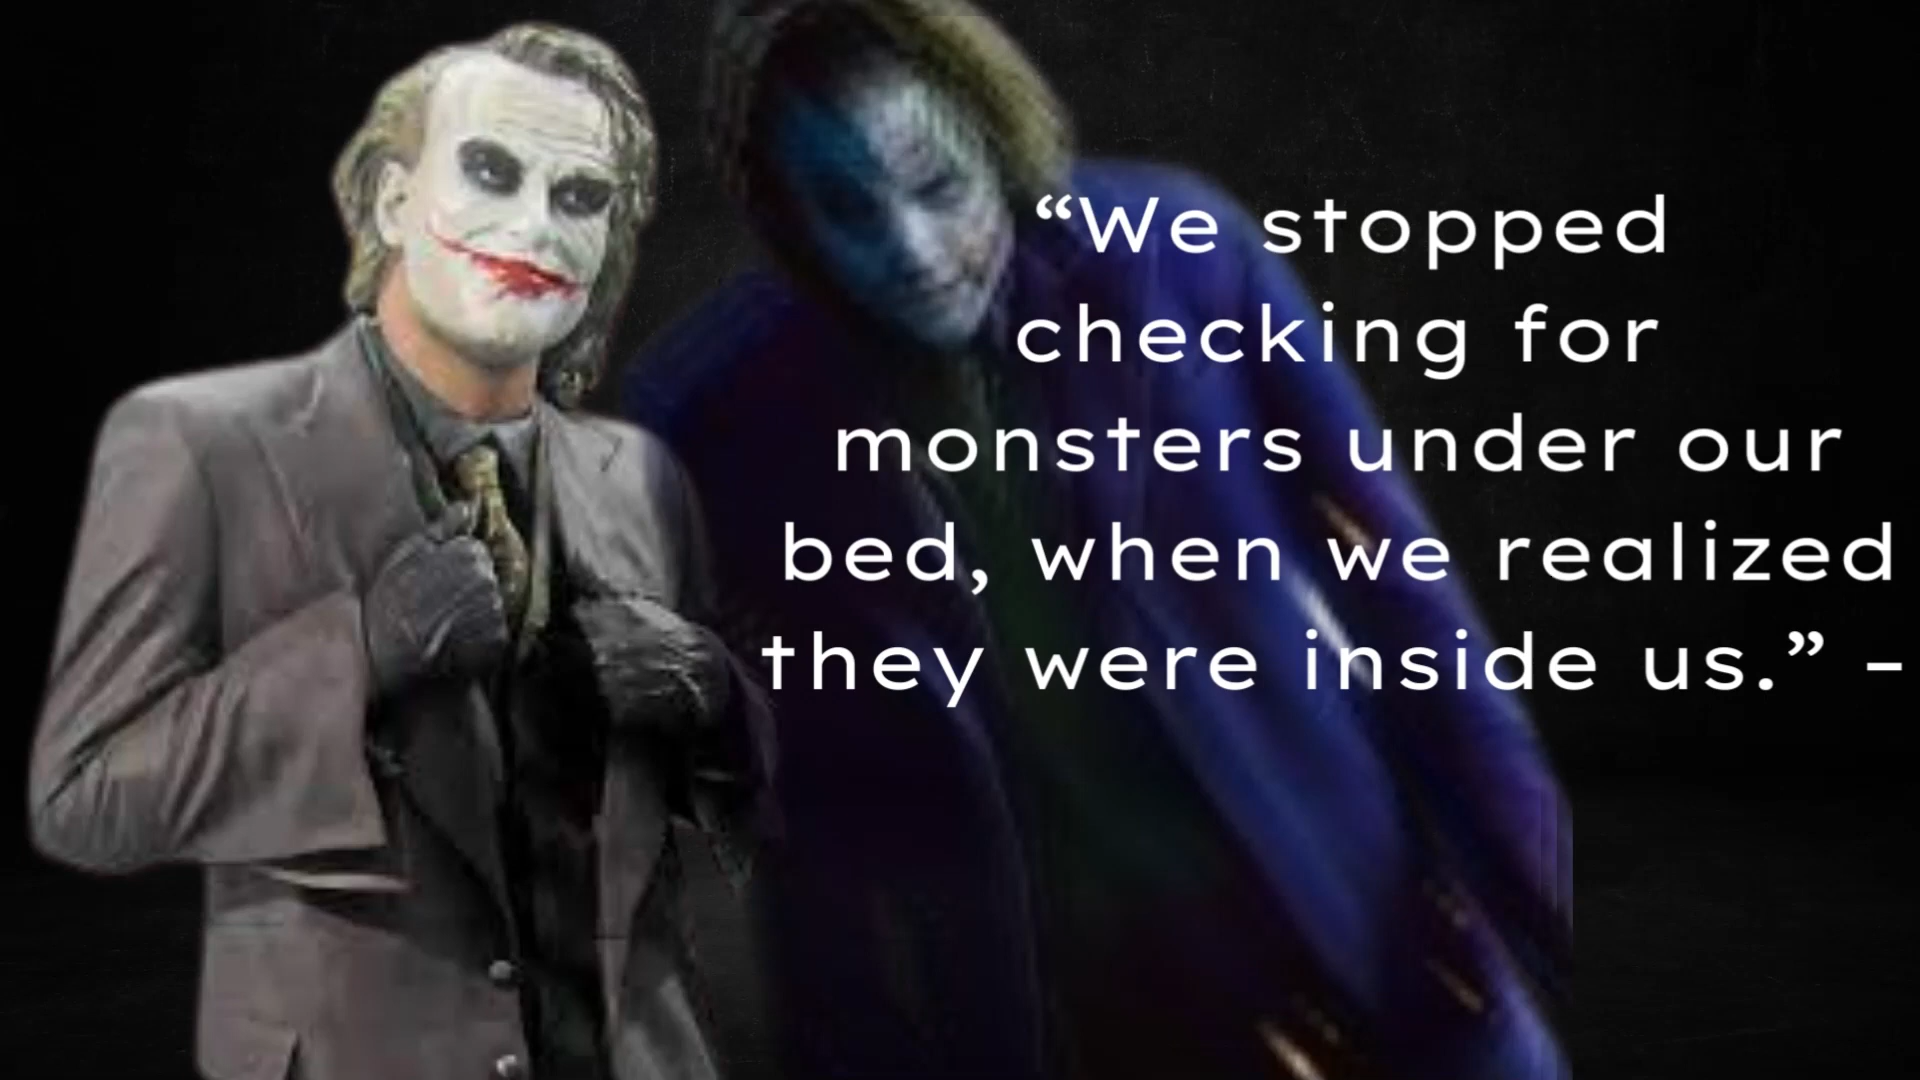 “We stopped
checking for
monsters under our
bed, when we realized
they were inside us.” –